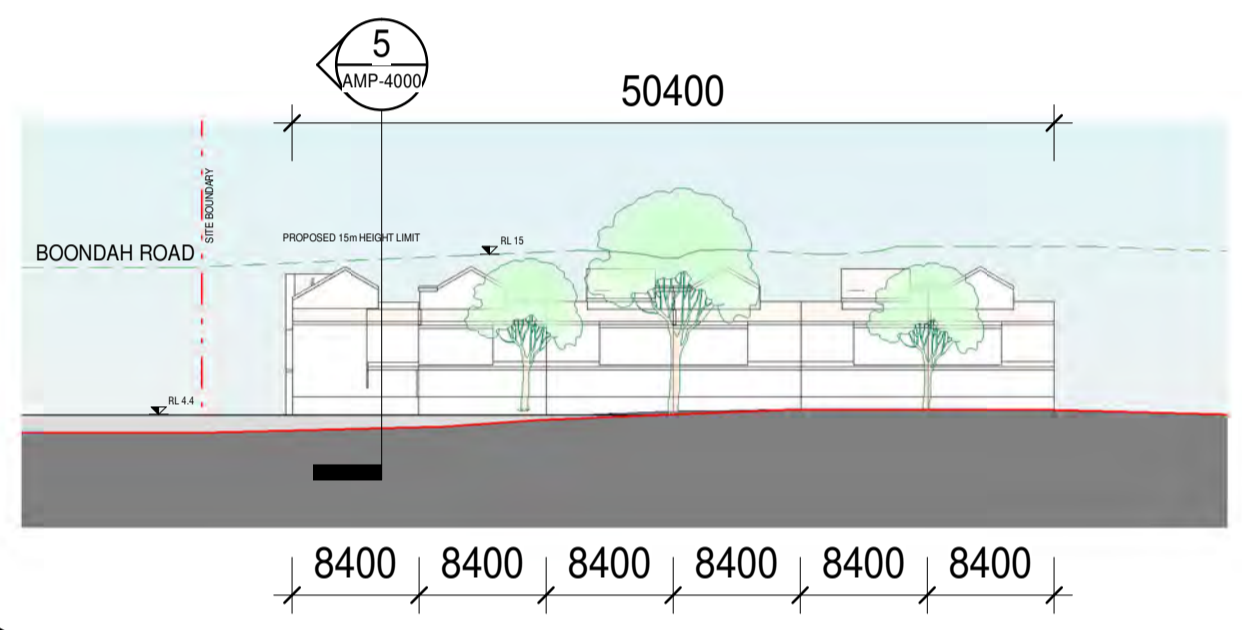 5
AMP-4000
50400
SITE BOUNDARY
PROPOSED 15m HEIGHT LIMIT
RL 15
BOONDAH ROAD
RL 4.4
8400 8400 8400 8400 8400 8400